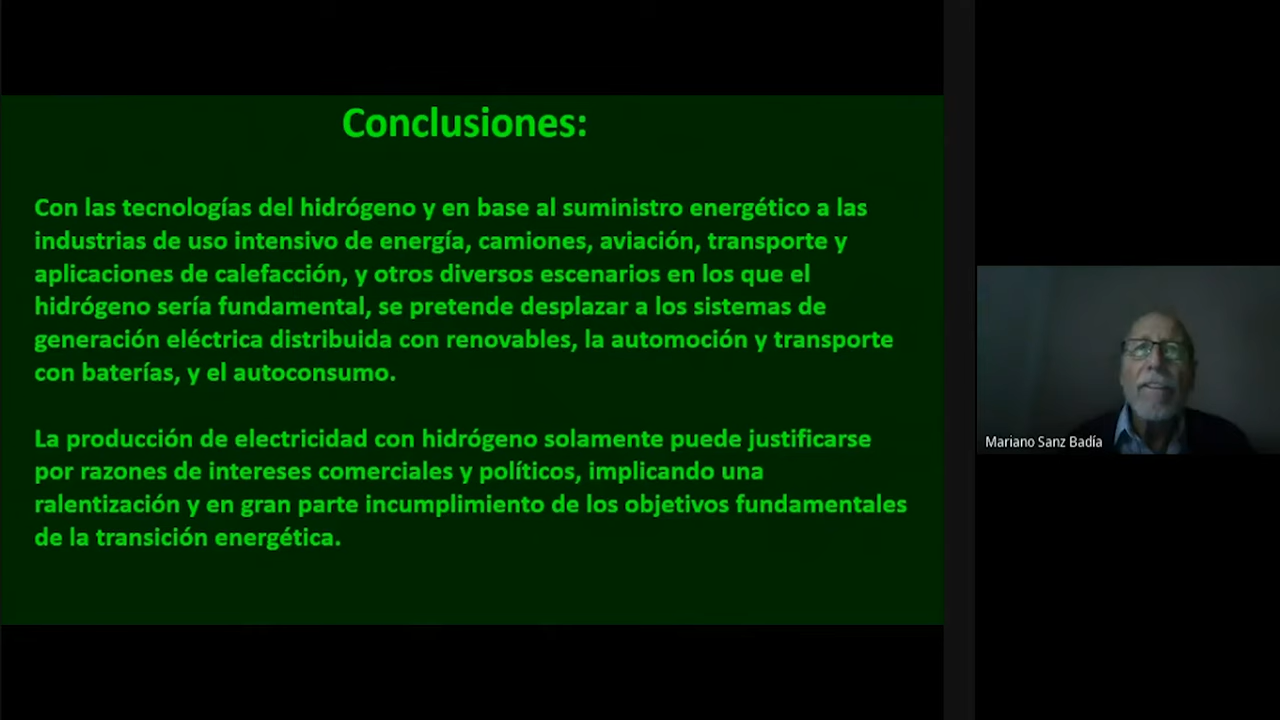 Conclusiones:
Con las tecnologías del hidrógeno y en base al suministro energético a las
industrias de uso intensivo de energía, camiones, aviación, transporte y
aplicaciones de calefacción, y otros diversos escenarios en los que el
hidrógeno sería fundamental, se pretende desplazar a los sistemas de
generación eléctrica distribuida con renovables, la automoción y transporte
con baterías, y el autoconsumo.
La producción de electricidad con hidrógeno solamente puede justificarse
por razones de intereses comerciales y políticos, implicando una
ralentización y en gran parte incumplimiento de los objetivos fundamentales
de la transición energética.
Mariano Sanz Badía